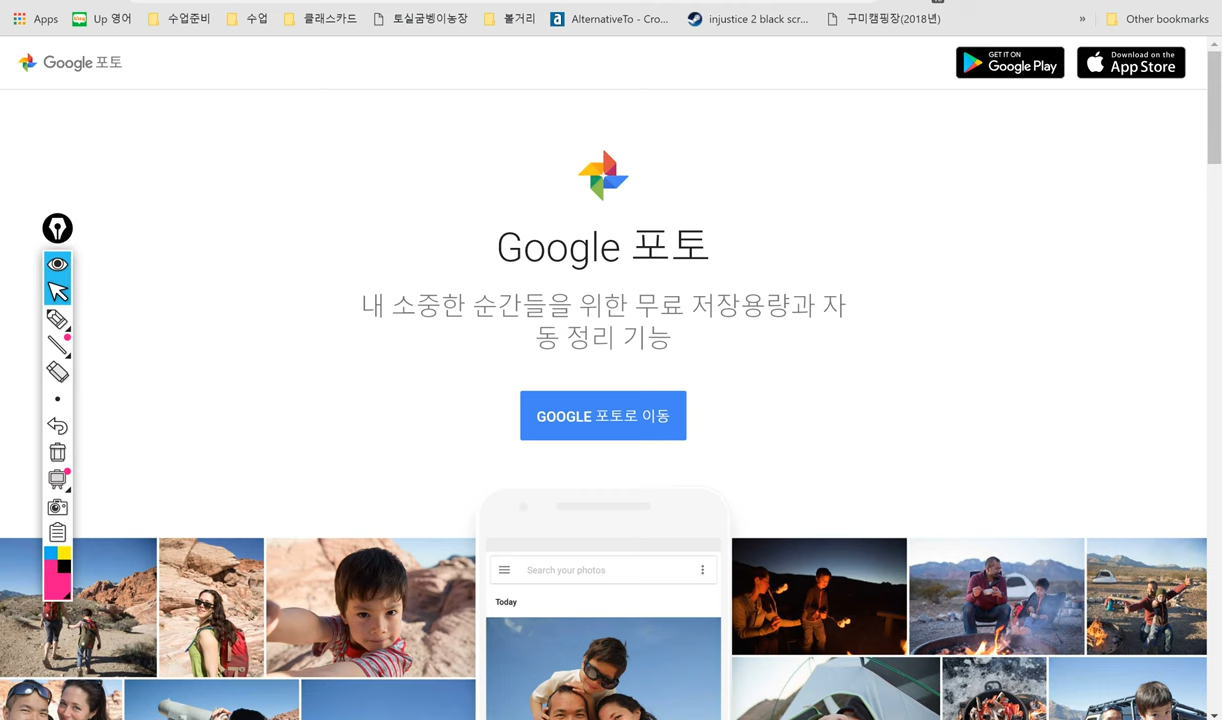 Apps
Up 영어
수업준비
수업
클래스카드
토실굼벵이농장
볼거리
AlternativeTo - Cro...
injustice 2 black scr...
구미캠핑장(2018년)
»
Other bookmarks
Google 포토
GET IT ON
Google Play
Download on the
App Store
Google 포토
내 소중한 순간들을 위한 무료 저장용량과 자
동 정리 기능
GOOGLE 포토로 이동
Search your photos
Today